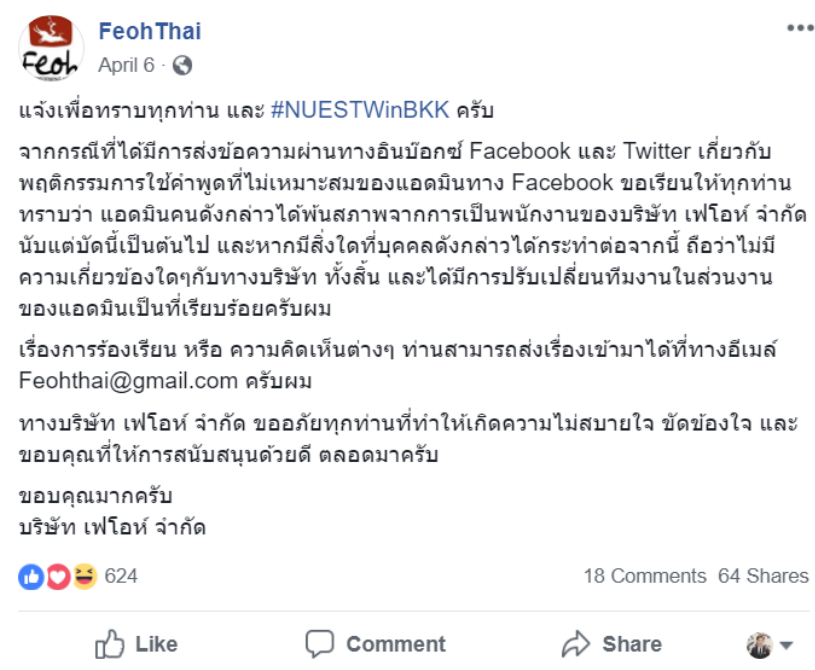 FeohThai
April 6
Feoh
แจ้งเพื่อทราบทุกท่าน และ #NUESTWinBKK ครับ
จากกรณีที่ได้มีการส่งข้อความผ่านทางอินบ๊อกซ์ Facebook และ Twitter เกี่ยวกับ
พฤติกรรมการใช้คำพูดที่ไม่เหมาะสมของแอดมินทาง Facebook ขอเรียนให้ทุกท่าน
ทราบว่า แอดมินคนดังกล่าวได้พ้นสภาพจากการเป็นพนักงานของบริษัท เฟโอห์ จำกัด
นับแต่บัดนี้เป็นต้นไป และหากมีสิ่งใดที่บุคคลดังกล่าวได้กระทำต่อจากนี้ ถือว่าไม่มี
ความเกี่ยวข้องใดๆกับทางบริษัท ทั้งสิ้น และได้มีการปรับเปลี่ยนทีมงานในส่วนงาน
ของแอดมินเป็นที่เรียบร้อยครับผม
เรื่องการร้องเรียน หรือ ความคิดเห็นต่างๆ ท่านสามารถส่งเรื่องเข้ามาได้ที่ทางอีเมล์
Feohthai@gmail.com ครับผม
ทางบริษัท เฟโอห์ จำกัด ขออภัยทุกท่านที่ทำให้เกิดความไม่สบายใจ ขัดข้องใจ และ
ขอบคุณที่ให้การสนับสนุนด้วยดี ตลอดมาครับ
ขอบคุณมากครับ
บริษัท เฟโอห์ จำกัด
624
18 Comments 64 Shares
Like Comment Share